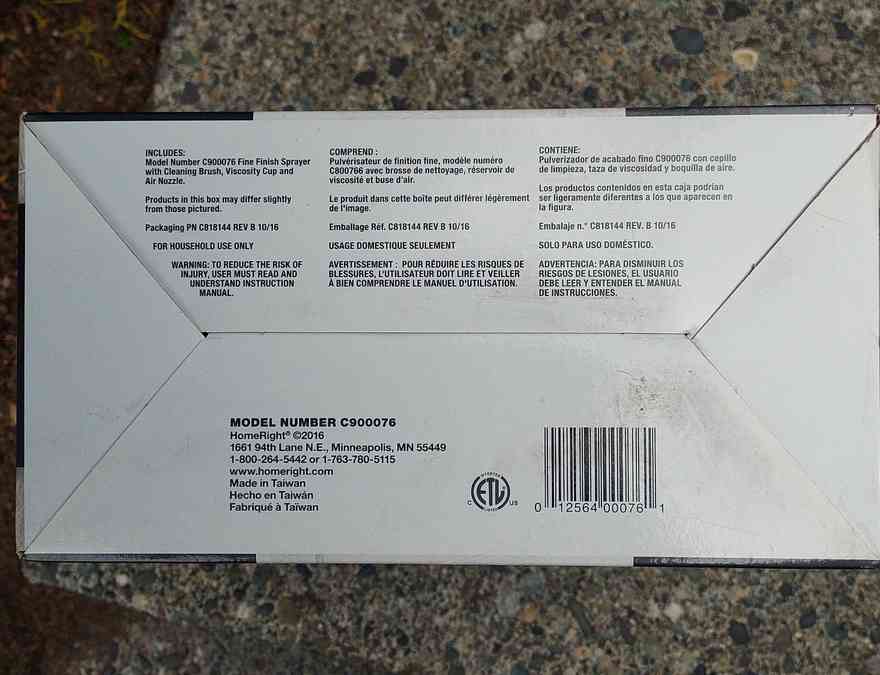 INCLUDES:
Model Number C900076 Fine Finish Sprayer
with Cleaning Brush, Viscosity Cup and
Air Nozzle.
Products in this box may differ slightly
from those pictured.
Packaging PN C818144 REV B 10/16
FOR HOUSEHOLD USE ONLY
WARNING: TO REDUCE THE RISK OF
INJURY, USER MUST READ AND
UNDERSTAND INSTRUCTION
MANUAL.
COMPREND :
Pulvérisateur de finition fine, modèle numéro
C800766 avec brosse de nettoyage, réservoir de
viscosité et buse d'air.
Le produit dans cette boîte peut différer légèrement
de l'image.
Emballage Réf. C818144 REV B 10/16
USAGE DOMESTIQUE SEULEMENT
AVERTISSEMENT : POUR RÉDUIRE LES RISQUES DE
BLESSURES, L'UTILISATEUR DOIT LIRE ET VEILLER
À BIEN COMPRENDRE LE MANUEL D'UTILISATION.
CONTIENE:
Pulverizador de acabado fino C900076 con cepillo
de limpieza, taza de viscosidad y boquilla de aire.
Los productos contenidos en esta caja podrían
ser ligeramente diferentes a los que aparecen en
la figura.
Embalaje n.° C818144 REV. B 10/16
SOLO PARA USO DOMÉSTICO.
ADVERTENCIA: PARA DISMINUIR LOS
RIESGOS DE LESIONES, EL USUARIO
DEBE LEER Y ENTENDER EL MANUAL
DE INSTRUCCIONES.
MODEL NUMBER C900076
HomeRight® ©2016
1661 94th Lane N.E., Minneapolis, MN 55449
1-800-264-5442 or 1-763-780-5115
www.homeright.com
Made in Taiwan
Hecho en Taiwán
Fabriqué à Taïwan
INTERTEK
C ETL US
LISTED
0 12564 00076 1